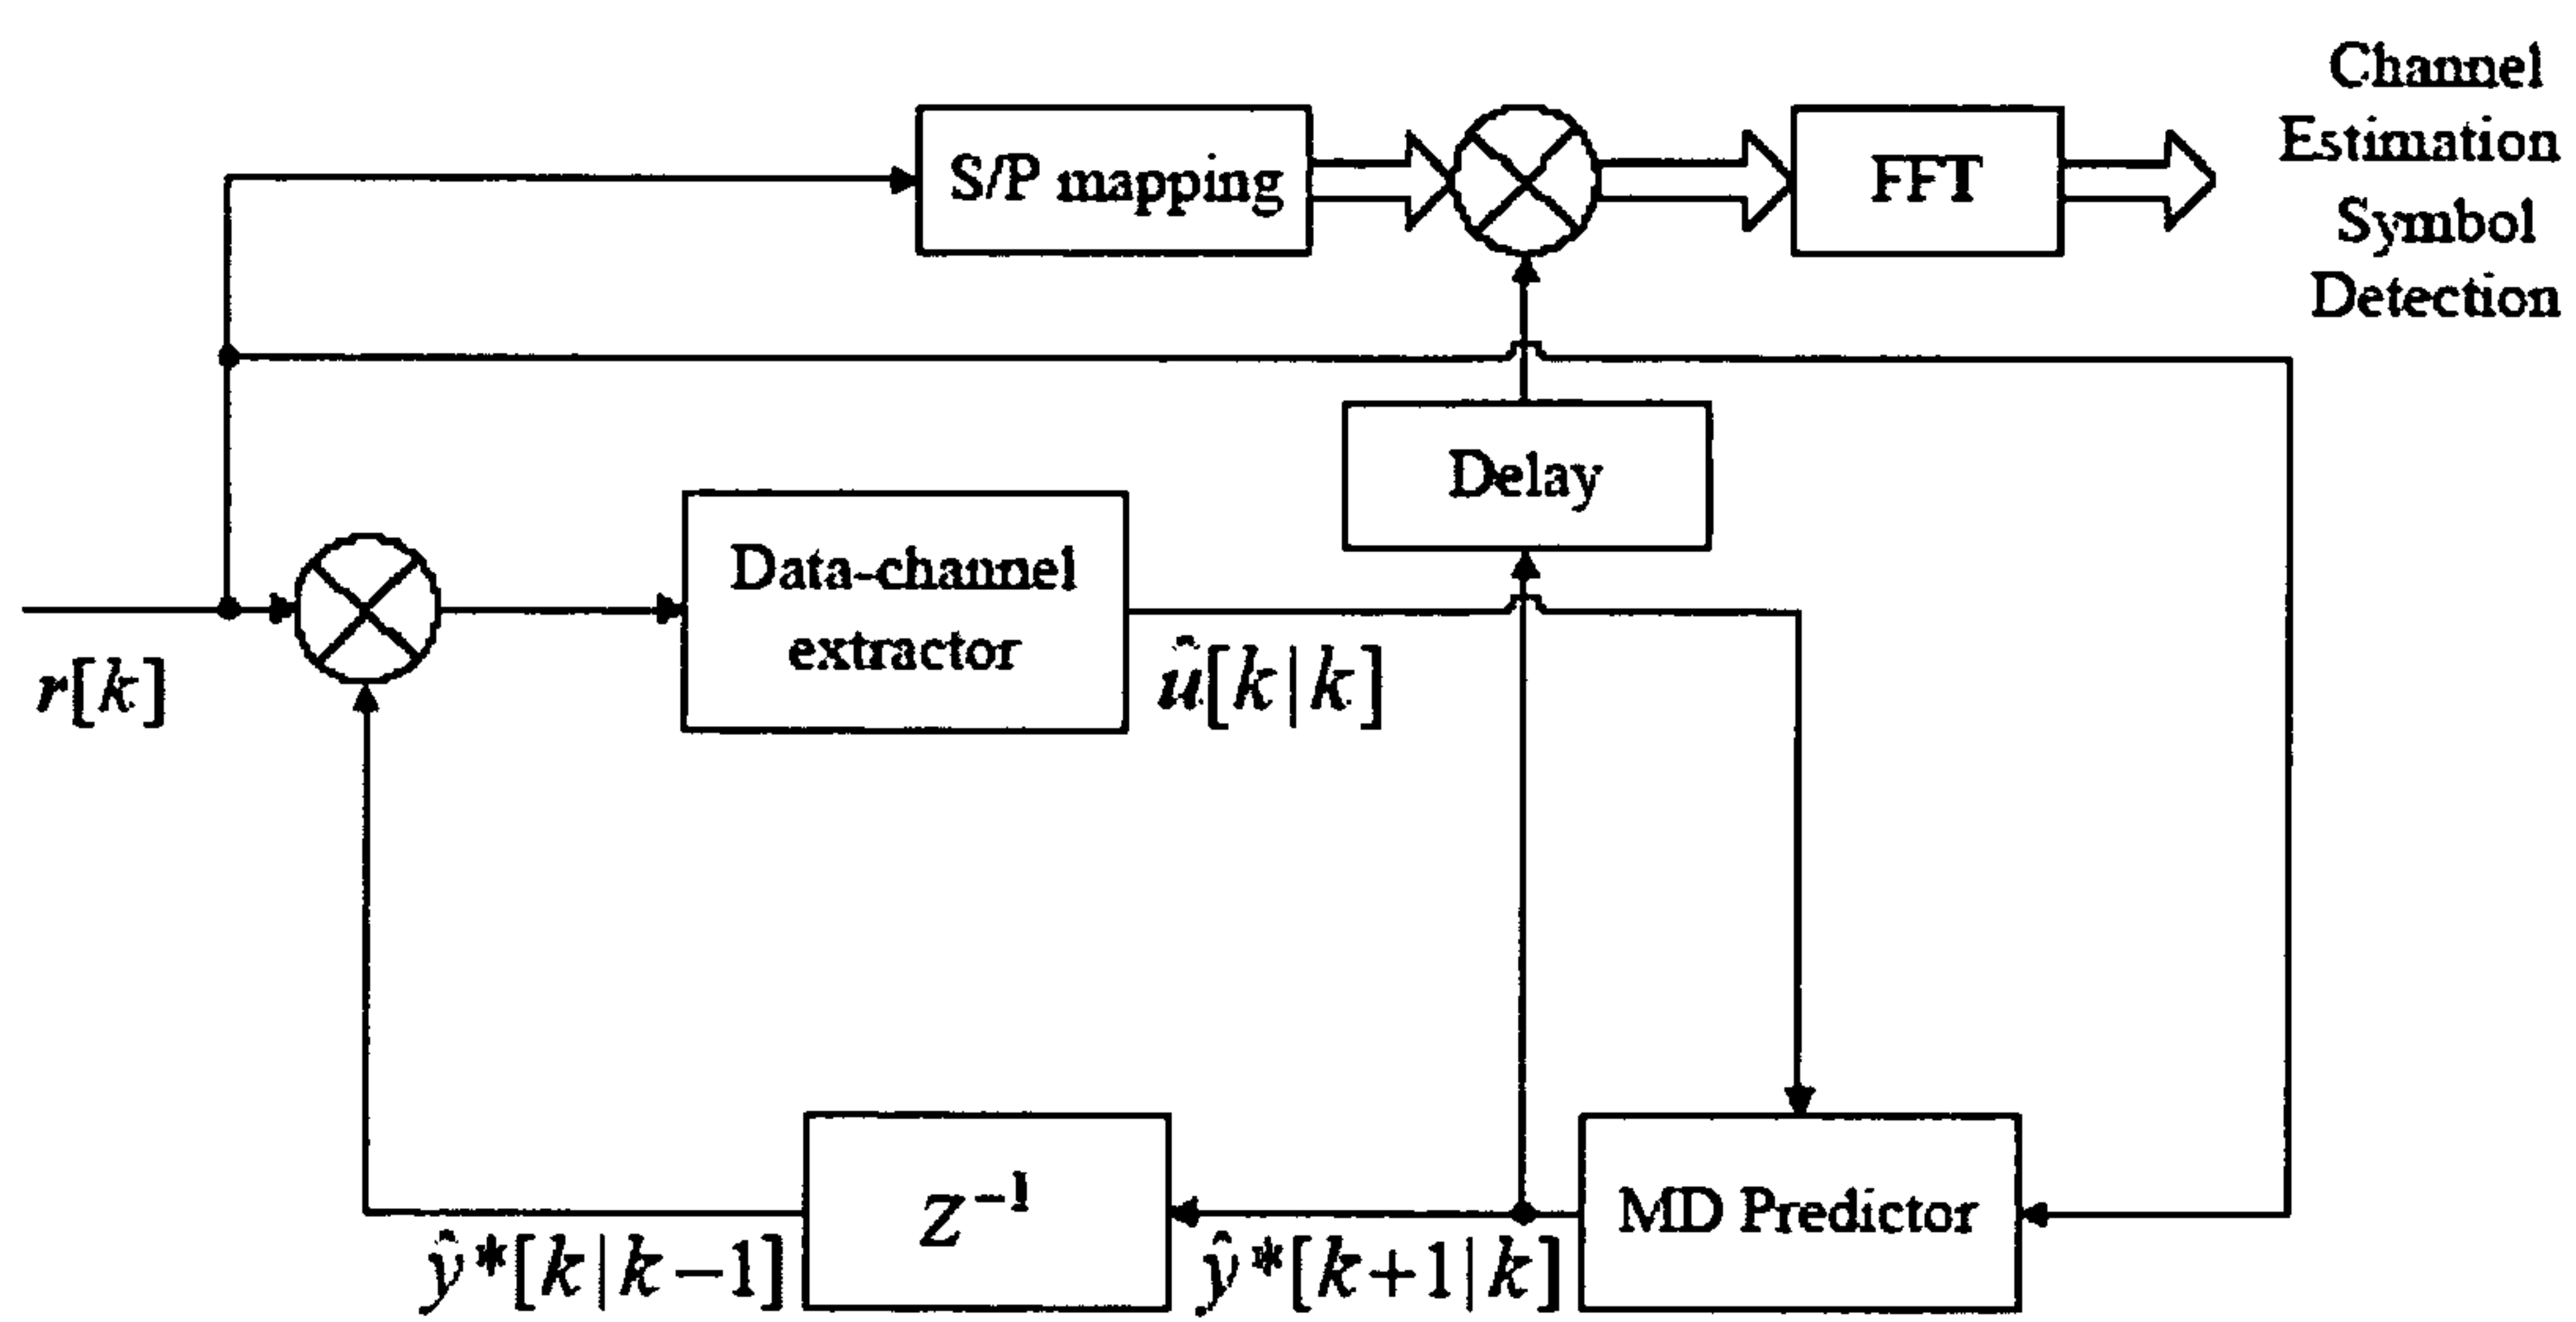 Channel
Estimation
Symbol
Detection
S/P mapping
FFT
Delay
Data-channel
extractor
r[k]
û[k|k]
MD Predictor
Z⁻¹
ŷ*[k|k−1]
ŷ*[k+1|k]